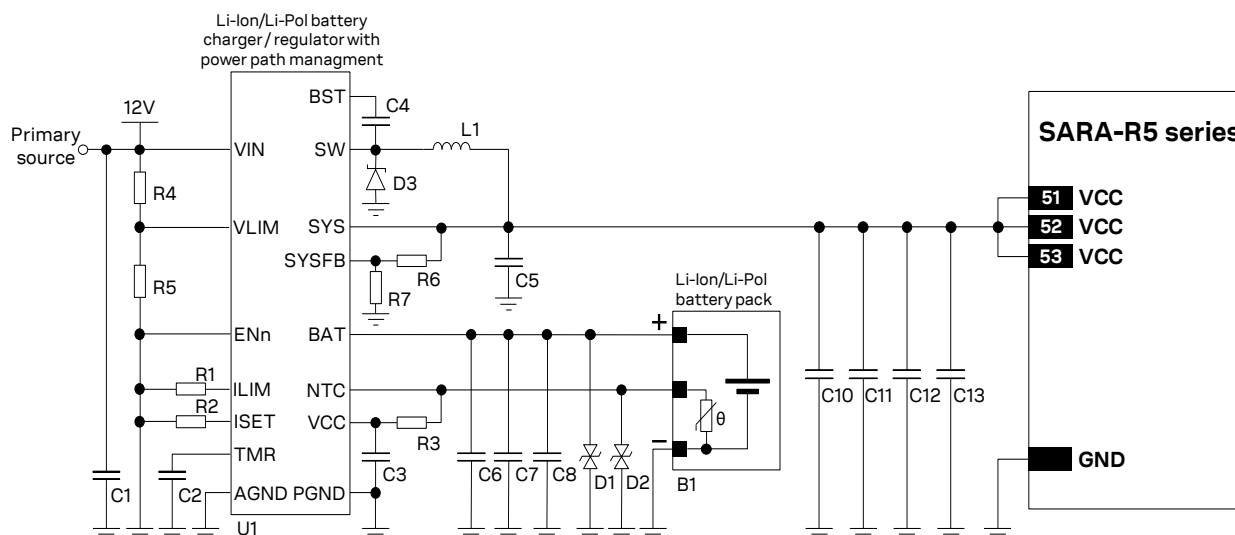 Li-Ion/Li-Pol battery
charger / regulator with
power path managment
BST
C4
12V
L1
Primary
source
VIN
SW
SARA-R5 series
R4
D3
51 VCC
VLIM
SYS
52 VCC
SYSFB
R6
53 VCC
C5
Li-Ion/Li-Pol
battery pack
R5
R7
+
ENn
BAT
R1
ILIM
NTC
C10
C11
C12
C13
R2
ISET
VCC
R3
θ
–
TMR
GND
C1
C2
C3
C6
C7
C8
D1
D2
B1
AGND PGND
U1